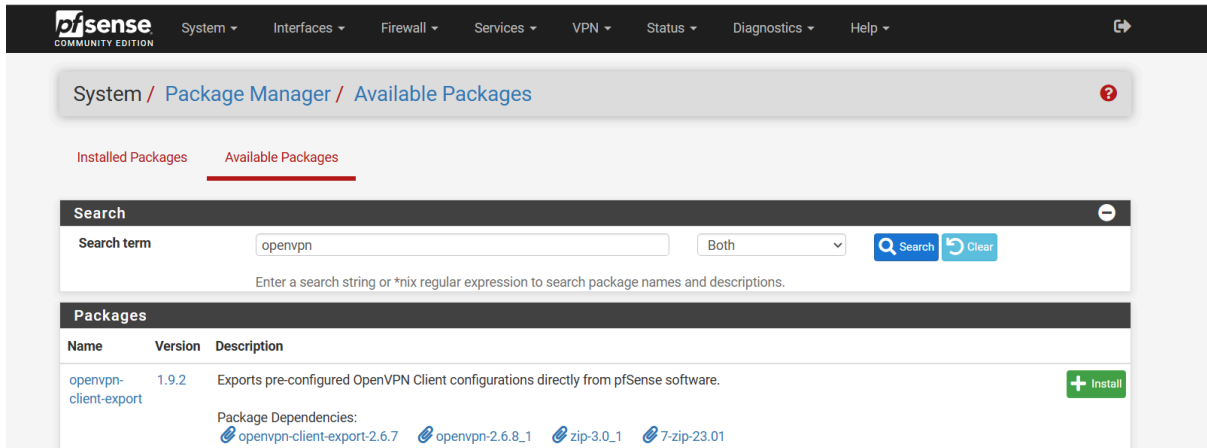 pfsense
COMMUNITY EDITION
System Interfaces Firewall Services VPN Status Diagnostics Help
System / Package Manager / Available Packages
Installed Packages Available Packages
Search
Search term openvpn Both Search Clear
Enter a search string or *nix regular expression to search package names and descriptions.
Packages
Name Version Description
openvpn-client-export 1.9.2 Exports pre-configured OpenVPN Client configurations directly from pfSense software. Install
Package Dependencies:
openvpn-client-export-2.6.7 openvpn-2.6.8_1 zip-3.0_1 7-zip-23.01